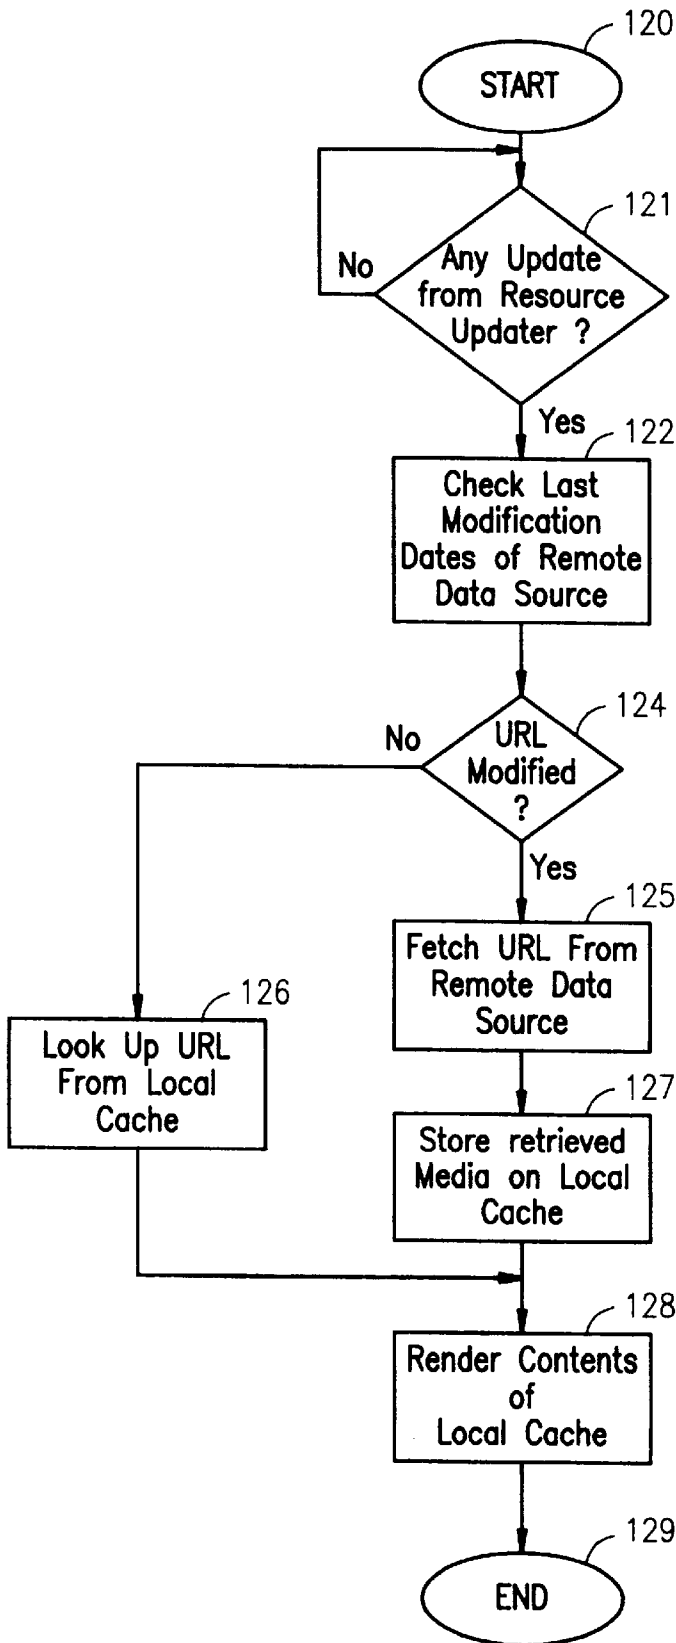 120
START
121
No
Any Update
from Resource
Updater ?
Yes
122
Check Last
Modification
Dates of Remote
Data Source
124
No
URL
Modified
?
Yes
125
Fetch URL From
Remote Data
Source
126
Look Up URL
From Local
Cache
127
Store retrieved
Media on Local
Cache
128
Render Contents
of
Local Cache
129
END